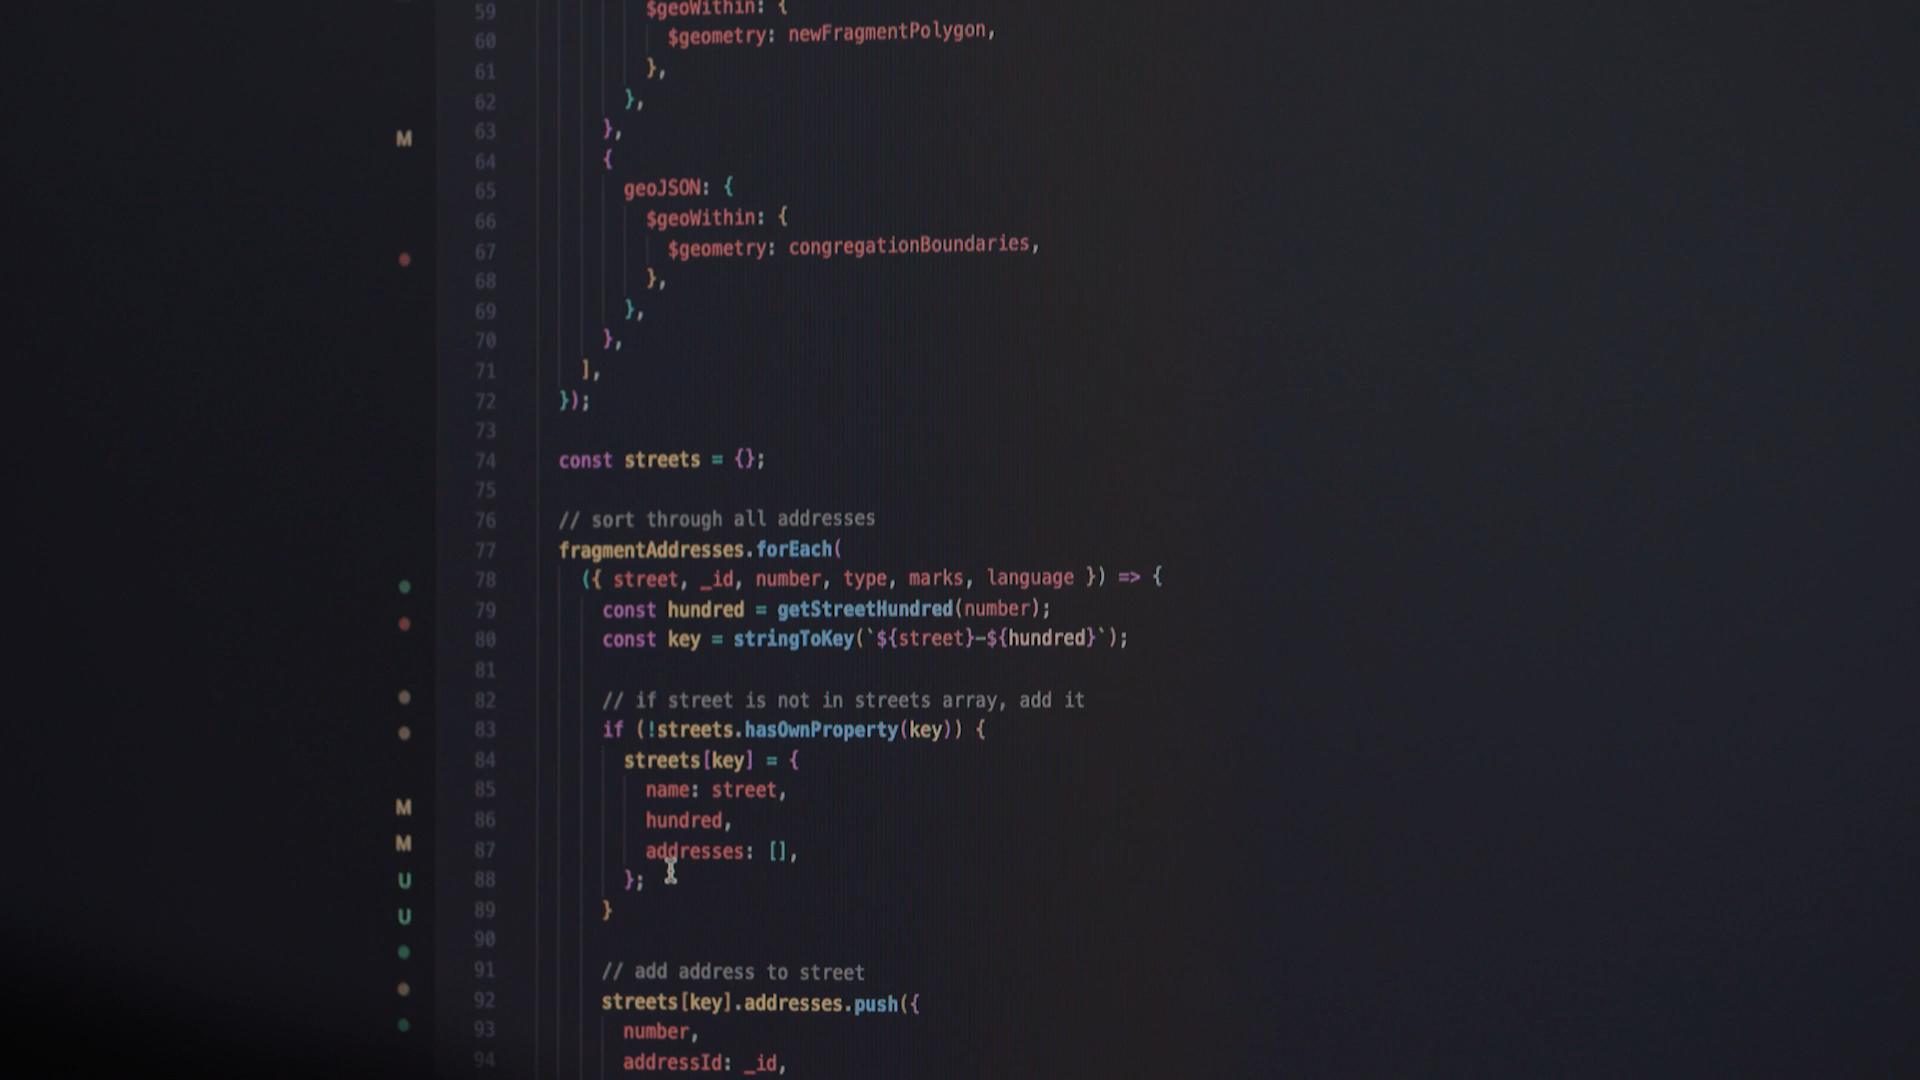 59 $geoWithin: {
60 $geometry: newFragmentPolygon,
61 },
62 },
M 63 },
64 {
65 geoJSON: {
66 $geoWithin: {
67 $geometry: congregationBoundaries,
68 },
69 },
70 },
71 ],
72 });
73
74 const streets = {};
75
76 // sort through all addresses
77 fragmentAddresses.forEach(
78 ({ street, _id, number, type, marks, language }) => {
79 const hundred = getStreetHundred(number);
80 const key = stringToKey(`${street}-${hundred}`);
81
82 // if street is not in streets array, add it
83 if (!streets.hasOwnProperty(key)) {
84 streets[key] = {
85 name: street,
M 86 hundred,
M 87 addresses: [],
U 88 };
U 89 }
90
91 // add address to street
92 streets[key].addresses.push({
93 number,
94 addressId: _id,